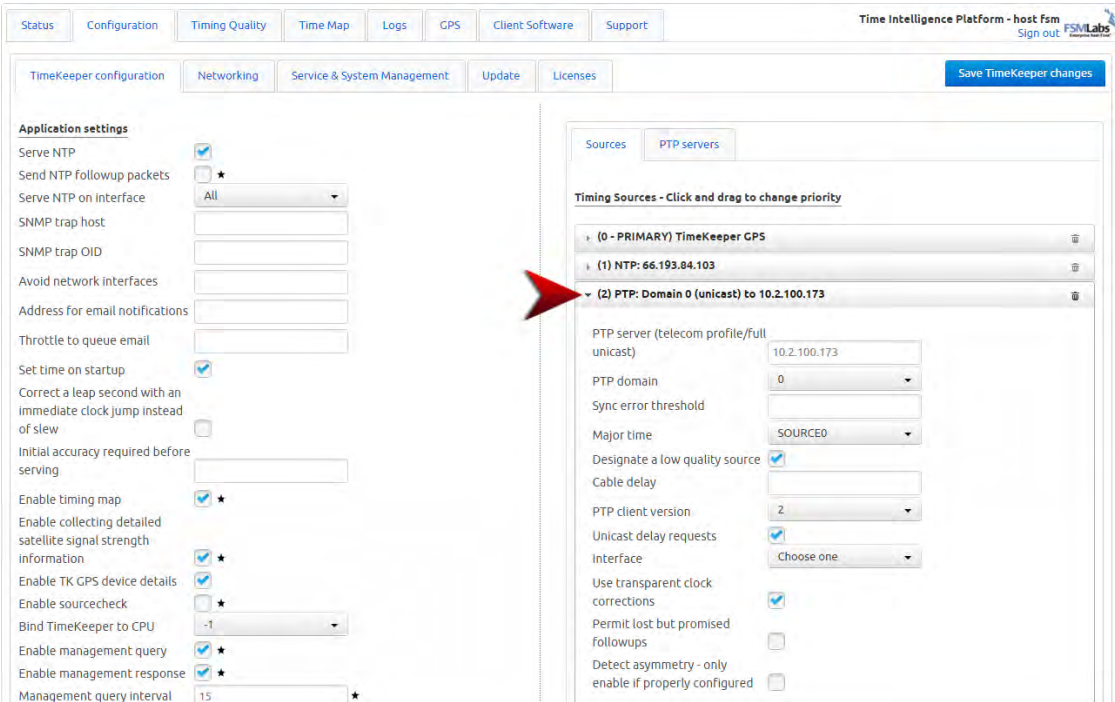 Status Configuration Timing Quality Time Map Logs GPS Client Software Support
Time Intelligence Platform - host fsm
Sign out
FSMLabs
TimeKeeper configuration Networking Service & System Management Update Licenses
Save TimeKeeper changes
Application settings
Serve NTP
Send NTP followup packets ★
Serve NTP on interface All
SNMP trap host
SNMP trap OID
Avoid network interfaces
Address for email notifications
Throttle to queue email
Set time on startup
Correct a leap second with an
immediate clock jump instead
of slew
Initial accuracy required before
serving
Enable timing map ★
Enable collecting detailed
satellite signal strength
information ★
Enable TK GPS device details
Enable sourcecheck ★
Bind TimeKeeper to CPU -1
Enable management query ★
Enable management response ★
Management query interval 15 ★
Sources PTP servers
Timing Sources - Click and drag to change priority
(0 - PRIMARY) TimeKeeper GPS
(1) NTP: 66.193.84.103
(2) PTP: Domain 0 (unicast) to 10.2.100.173
PTP server (telecom profile/full
unicast) 10.2.100.173
PTP domain 0
Sync error threshold
Major time SOURCE0
Designate a low quality source
Cable delay
PTP client version 2
Unicast delay requests
Interface Choose one
Use transparent clock
corrections
Permit lost but promised
followups
Detect asymmetry - only
enable if properly configured